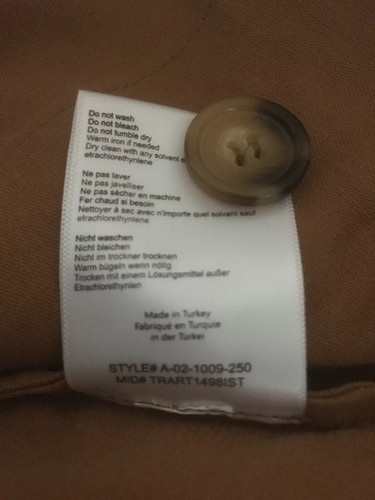 Do not wash
Do not bleach
Do not tumble dry
Warm iron if needed
Dry clean with any solvent e
etrachlorethyniene
Ne pas laver
Ne pas javelliser
Ne pas sécher en machine
Fer chaud si besoin
Nettoyer à sec avec n'importe quel solvant sauf
etrachlorethyniene
Nicht waschen
Nicht bleichen
Nicht im trockner trocknen
Warm bügeln wenn nötig
Trocken mit einem Lösungsmittel außer
Etrachlorethynien
Made in Turkey
Fabriqué en Turquie
in der Türkei
STYLE# A-02-1009-250
MID# TRART1498IST